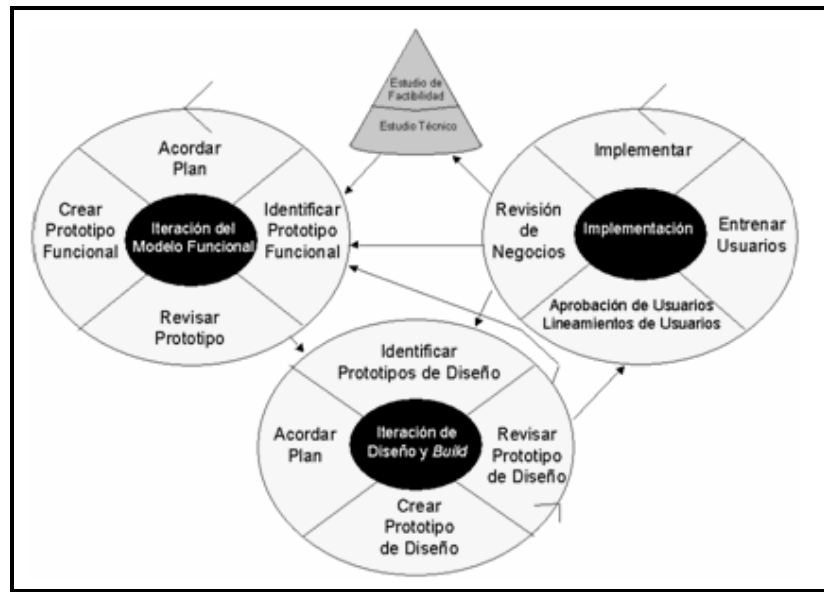 Estudio de
Factibilidad
Estudio Técnico
Acordar
Plan
Crear
Prototipo
Funcional
Iteración del
Modelo Funcional
Identificar
Prototipo
Funcional
Revisar
Prototipo
Implementar
Revisión
de
Negocios
Implementación
Entrenar
Usuarios
Aprobación de Usuarios
Lineamientos de Usuarios
Identificar
Prototipos de Diseño
Acordar
Plan
Iteración de
Diseño y Build
Revisar
Prototipo
de Diseño
Crear
Prototipo
de Diseño